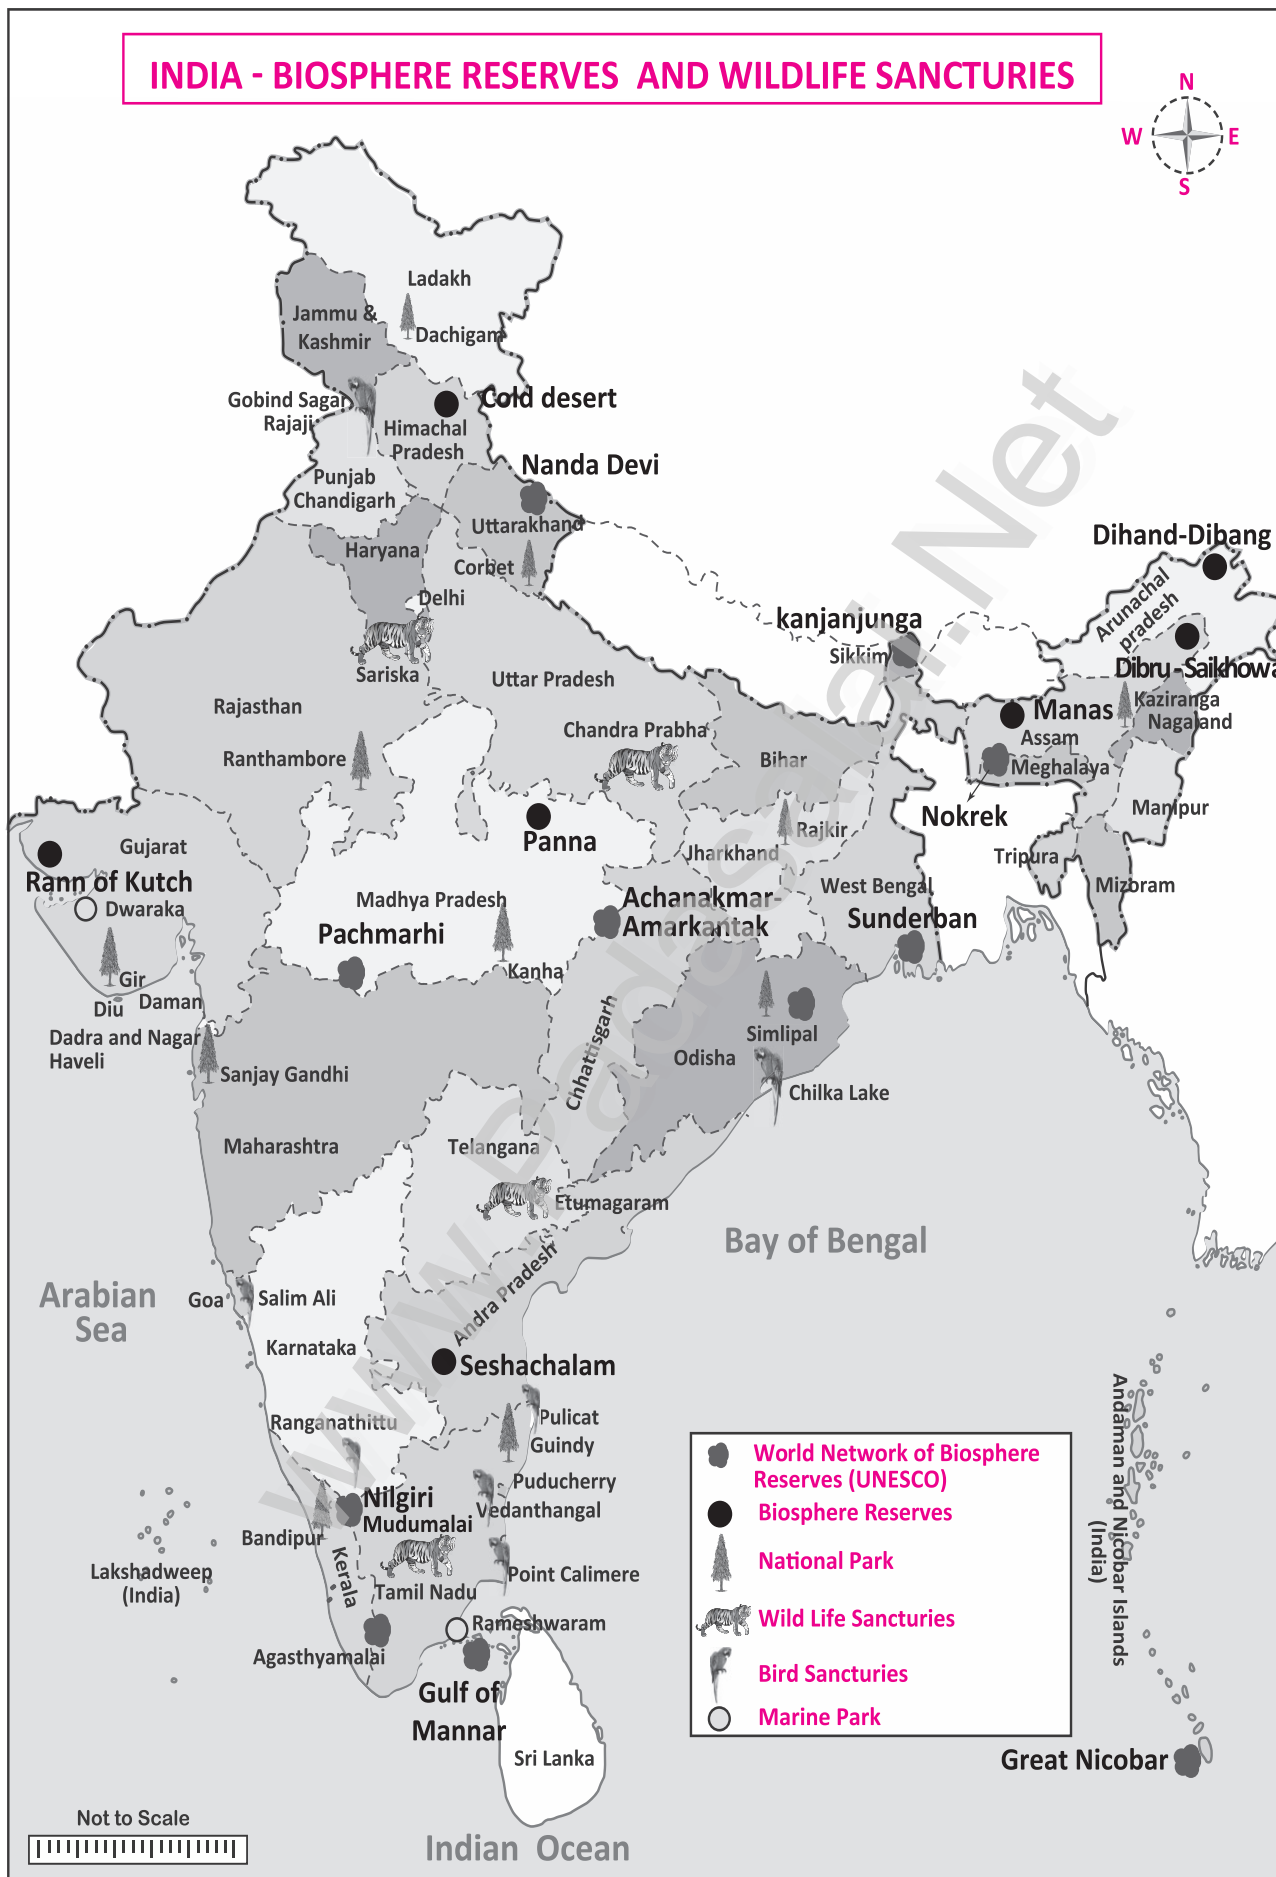 INDIA - BIOSPHERE RESERVES AND WILDLIFE SANCTURIES
N
W
E
S
Ladakh
Jammu &
Kashmir
Dachigam
Gobind Sagar
Rajaji
Cold desert
Himachal
Pradesh
Nanda Devi
Punjab
Chandigarh
Uttarakhand
Haryana
Corbet
Delhi
Dihand-Dibang
Arunachal
pradesh
kanjanjunga
Sikkim
Dibru -Saikhowa
Sariska
Uttar Pradesh
Rajasthan
Kaziranga
Nagaland
Manas
Assam
Chandra Prabha
Ranthambore
Bihar
Meghalaya
Nokrek
Manipur
Panna
Rajkir
Gujarat
Jharkhand
Tripura
Rann of Kutch
Mizoram
Dwaraka
Madhya Pradesh
Achanakmar-
Amarkantak
West Bengal
Sunderban
Pachmarhi
Kanha
Gir
Diu
Daman
Dadra and Nagar
Haveli
Chhattisgarh
Simlipal
Odisha
Sanjay Gandhi
Chilka Lake
Maharashtra
Telangana
Etumagaram
Bay of Bengal
Andra Pradesh
Arabian
Sea
Goa
Salim Ali
Karnataka
Seshachalam
Ranganathittu
Pulicat
Guindy
Andaman and Nicobar Islands
(India)
Puducherry
Nilgiri
Vedanthangal
Mudumalai
Bandipur
Kerala
Lakshadweep
(India)
Tamil Nadu
Point Calimere
Rameshwaram
Agasthyamalai
Gulf of
Mannar
Sri Lanka
World Network of Biosphere
Reserves (UNESCO)
Biosphere Reserves
National Park
Wild Life Sancturies
Bird Sancturies
Marine Park
Great Nicobar
Not to Scale
Indian Ocean
www.Padasalai.Net